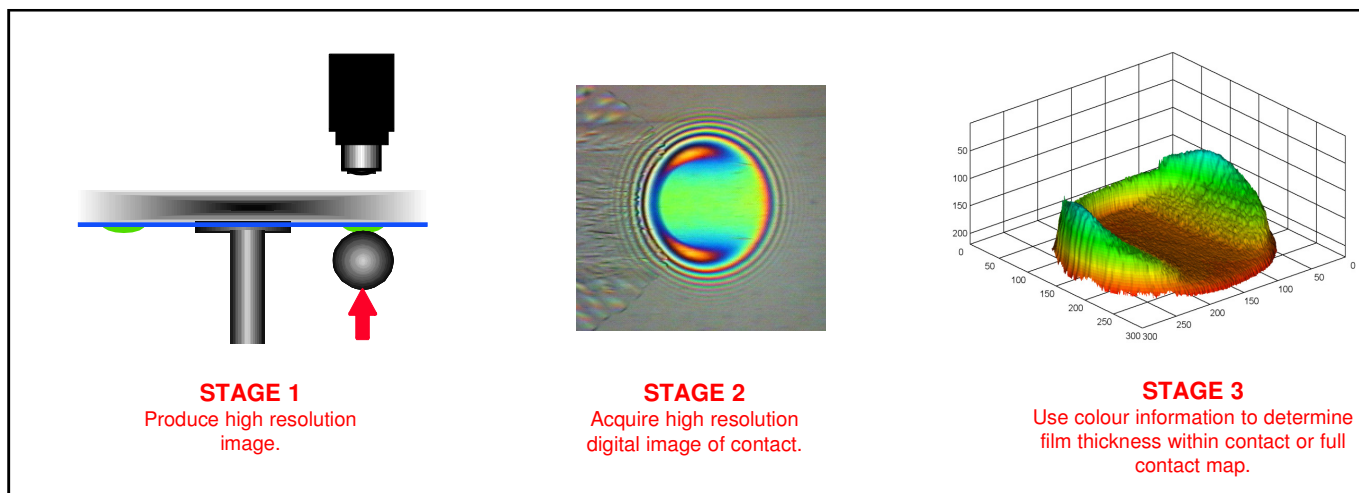 STAGE 1
Produce high resolution
image.
STAGE 2
Acquire high resolution
digital image of contact.
50
100
150
200
0
50
100
150
200
250
300
300
250
200
150
100
50
0
STAGE 3
Use colour information to determine
film thickness within contact or full
contact map.